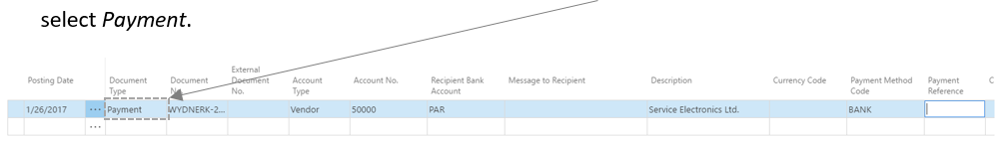 select Payment.
Posting Date Document Type Document No. External Document No. Account Type Account No. Recipient Bank Account Message to Recipient Description Currency Code Payment Method Code Payment Reference C
1/26/2017 ... Payment WYDNERK-2... Vendor 50000 PAR Service Electronics Ltd. BANK
...